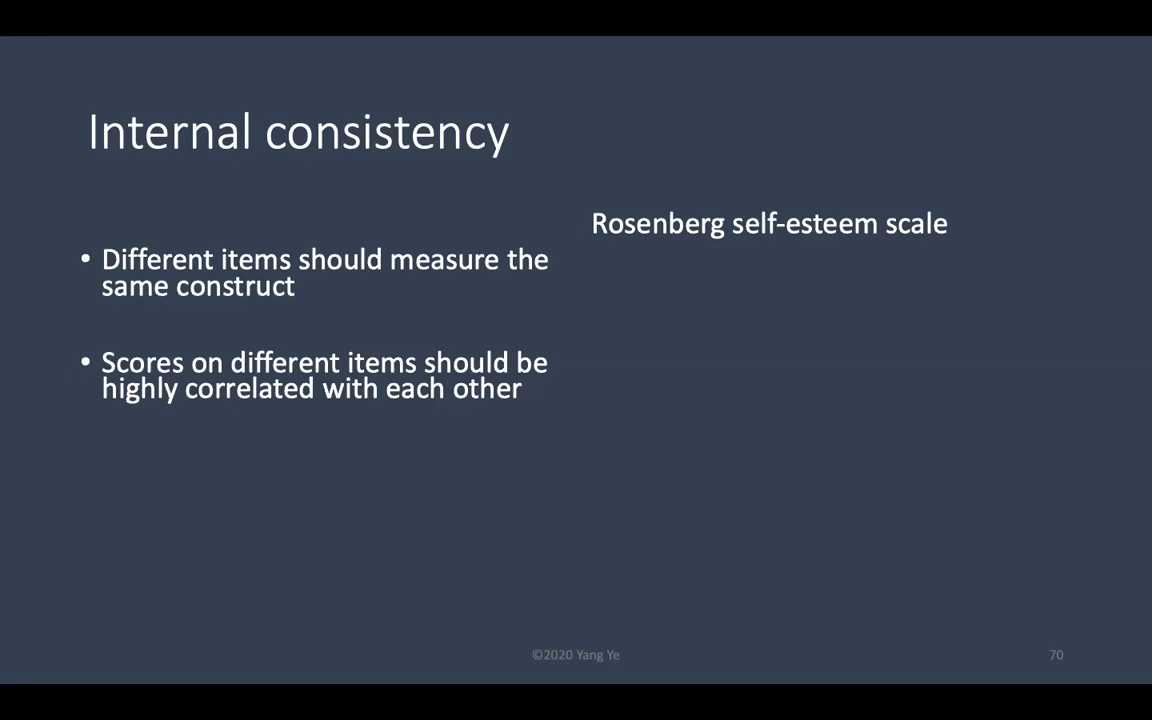 Internal consistency
Rosenberg self-esteem scale
• Different items should measure the
same construct
• Scores on different items should be
highly correlated with each other
©2020 Yang Ye
70